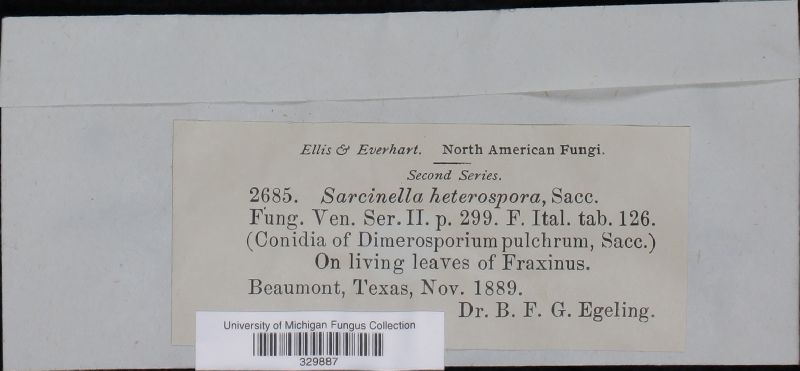 Ellis & Everhart. North American Fungi.
Second Series.
2685. Sarcinella heterospora, Sacc.
Fung. Ven. Ser. II. p. 299. F. Ital. tab. 126.
(Conidia of Dimerosporium pulchrum, Sacc.)
On living leaves of Fraxinus.
Beaumont, Texas, Nov. 1889.
Dr. B. F. G. Egeling.
University of Michigan Fungus Collection
329887